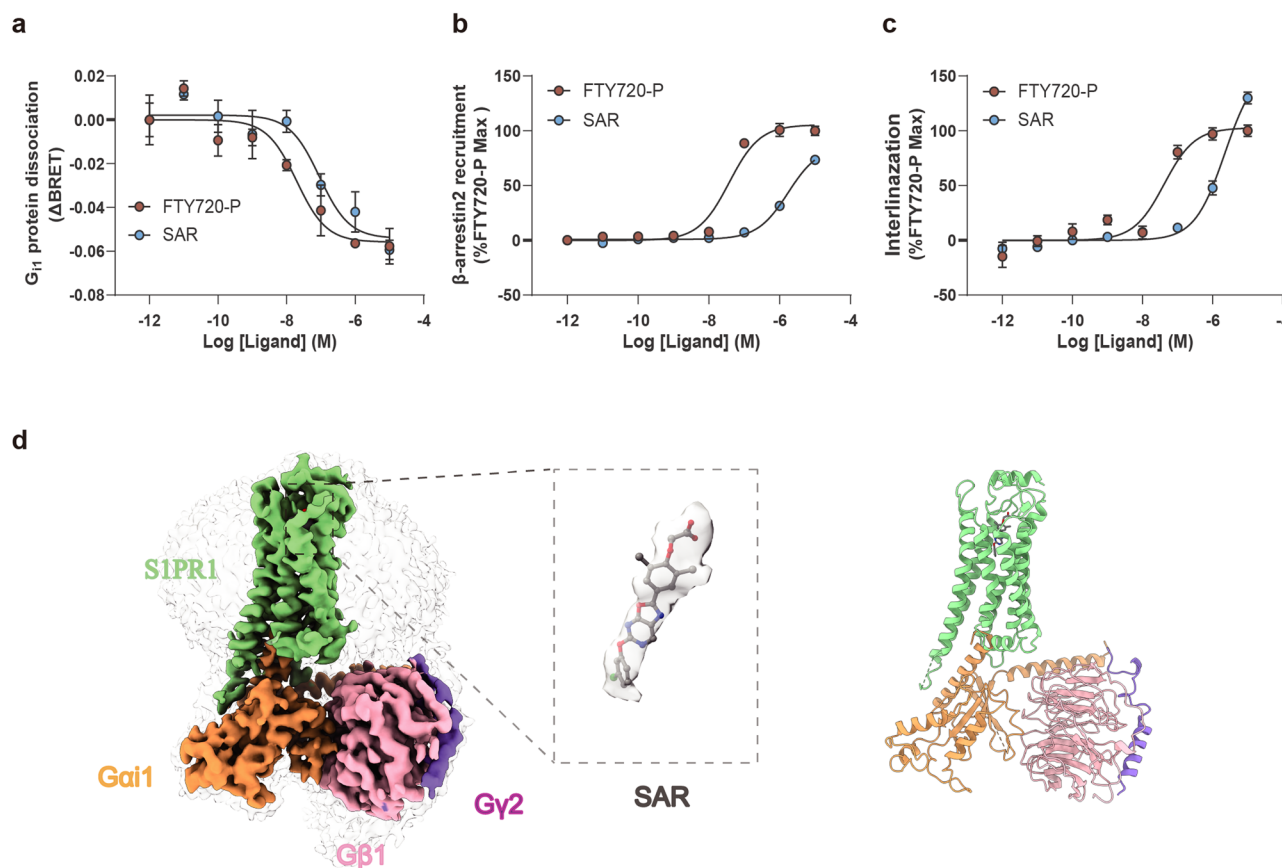 a
0.02
0.00
-0.02
-0.04
-0.06
-0.08
-12
-10
-8
-6
-4
G_i1 protein dissociation
(ΔBRET)
FTY720-P
SAR
Log [Ligand] (M)
b
150
100
50
0
-50
-12
-10
-8
-6
-4
β-arrestin2 recruitment
(%FTY720-P Max )
FTY720-P
SAR
Log [Ligand] (M)
c
150
100
50
0
-50
-12
-10
-8
-6
-4
Interlinazation
(%FTY720-P Max)
FTY720-P
SAR
Log [Ligand] (M)
d
S1PR1
Gαi1
Gβ1
Gγ2
SAR